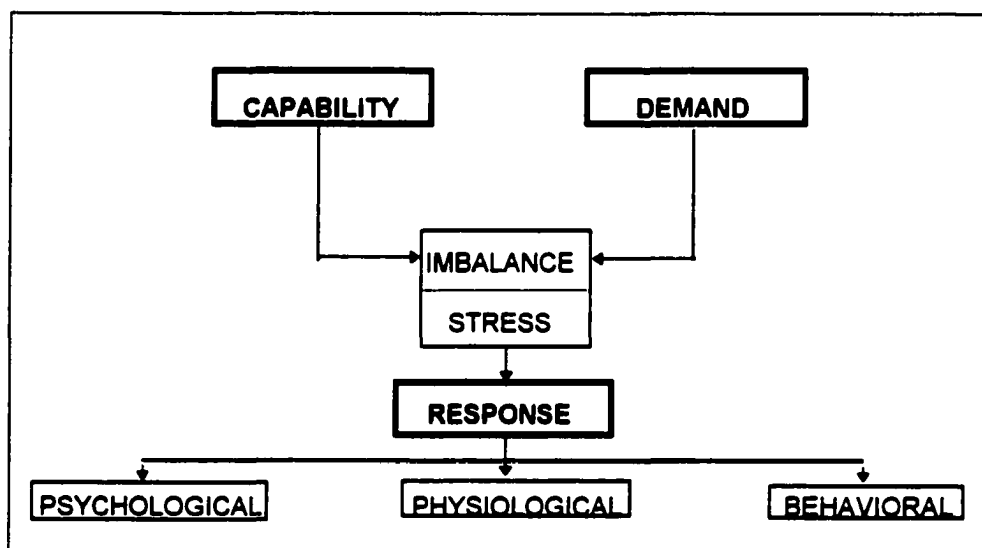 CAPABILITY
DEMAND
IMBALANCE
STRESS
RESPONSE
PSYCHOLOGICAL
PHYSIOLOGICAL
BEHAVIORAL